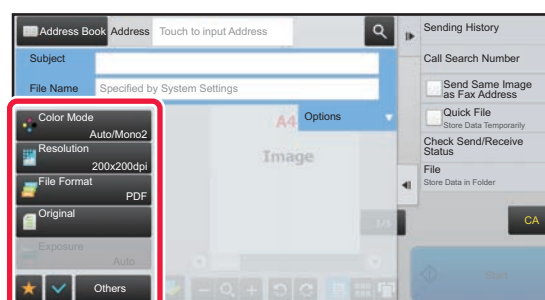 Address Book Address Touch to input Address
Subject
File Name Specified by System Settings
Options
Color Mode
Auto/Mono2
Resolution
200x200dpi
File Format
PDF
Original
Exposure
Auto
Others
A4
Image
1/1
Sending History
Call Search Number
Send Same Image
as Fax Address
Quick File
Store Data Temporarily
Check Send/Receive
Status
File
Store Data in Folder
CA
Start